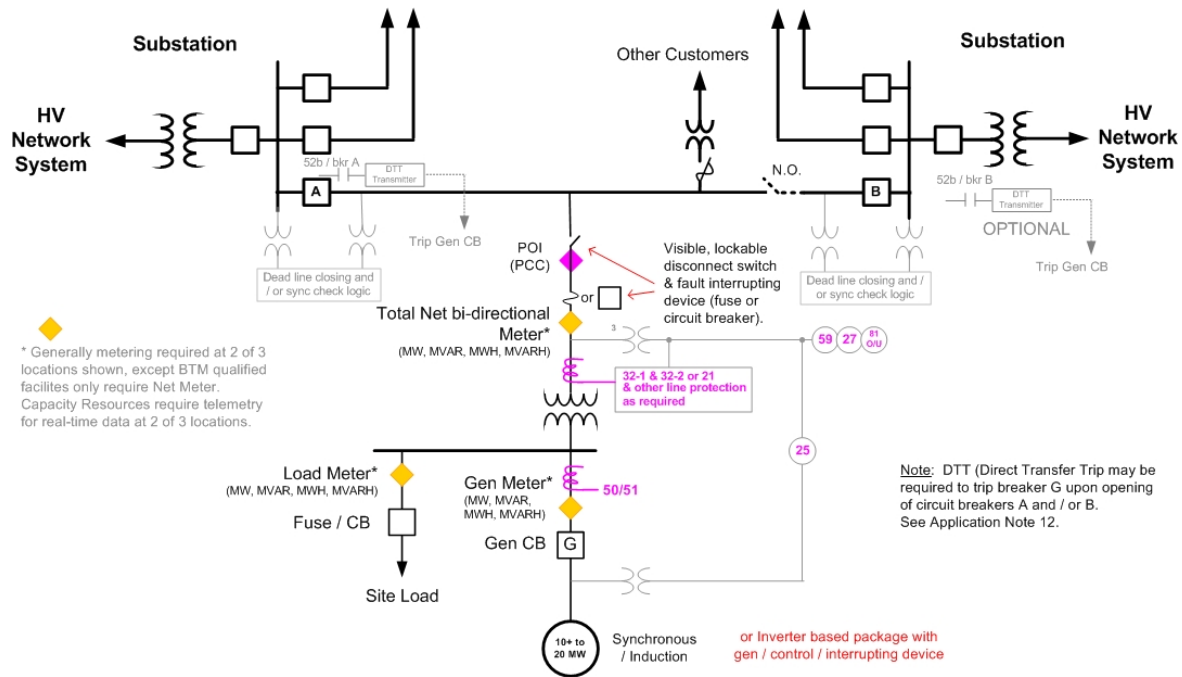 Substation
Substation
Other Customers
HV
Network
System
HV
Network
System
52b / bkr A
DTT
Transmitter
A
N.O.
B
52b / bkr B
DTT
Transmitter
OPTIONAL
Trip Gen CB
Trip Gen CB
Dead line closing and
/ or sync check logic
Dead line closing and /
or sync check logic
POI
(PCC)
Visible, lockable
disconnect switch
& fault interrupting
device (fuse or
circuit breaker).
or
Total Net bi-directional
Meter*
(MW, MVAR, MWH, MVARH)
3
59
27
81
O/U
* Generally metering required at 2 of 3
locations shown, except BTM qualified
facilites only require Net Meter.
Capacity Resources require telemetry
for real-time data at 2 of 3 locations.
32-1 & 32-2 or 21
& other line protection
as required
25
Load Meter*
(MW, MVAR, MWH, MVARH)
Fuse / CB
Site Load
Gen Meter*
(MW, MVAR,
MWH, MVARH)
50/51
Gen CB
G
Note: DTT (Direct Transfer Trip may be
required to trip breaker G upon opening
of circuit breakers A and / or B.
See Application Note 12.
10+ to
20 MW
Synchronous
/ Induction
or Inverter based package with
gen / control / interrupting device